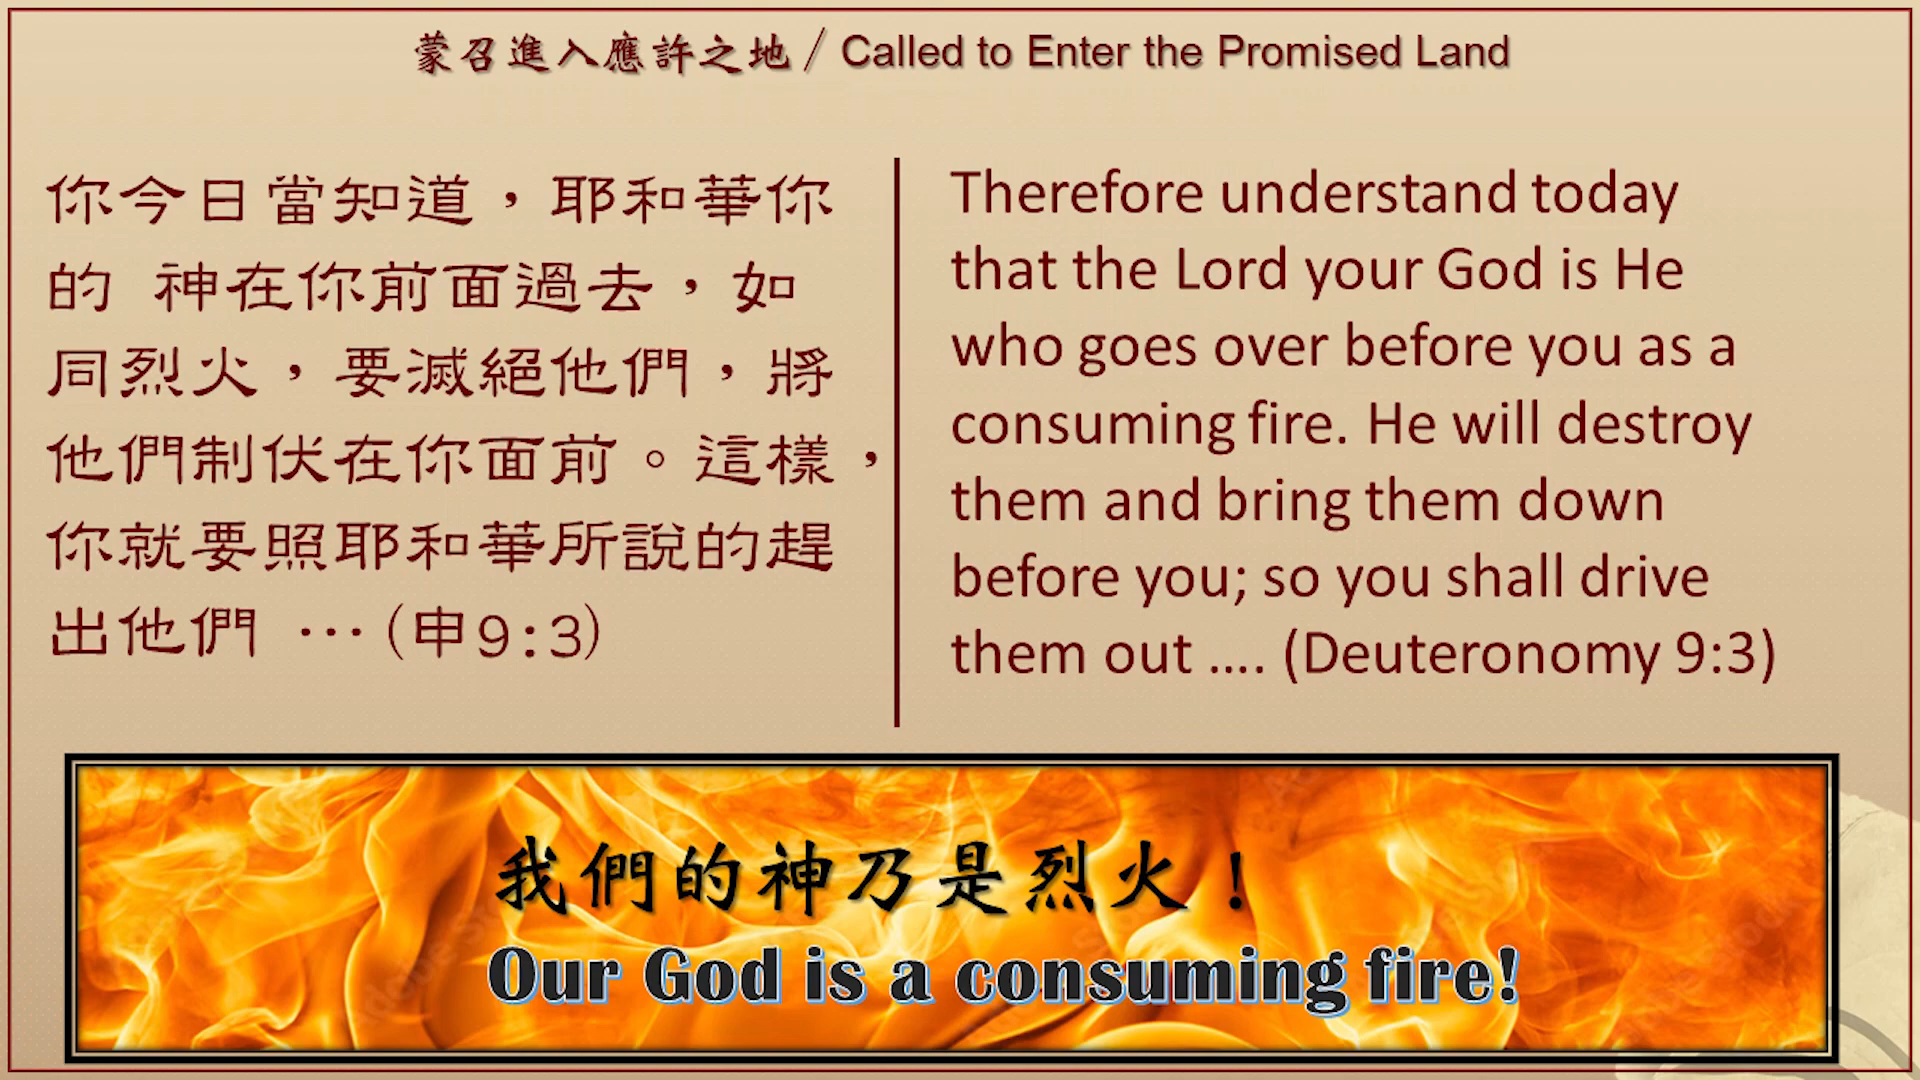 蒙召進入應許之地 / Called to Enter the Promised Land
你今日當知道，耶和華你
的 神在你前面過去，如
同烈火，要滅絕他們，將
他們制伏在你面前。這樣，
你就要照耶和華所說的趕
出他們 …（申9:3）
Therefore understand today
that the Lord your God is He
who goes over before you as a
consuming fire. He will destroy
them and bring them down
before you; so you shall drive
them out .... (Deuteronomy 9:3)
我們的神乃是烈火！
Our God is a consuming fire!